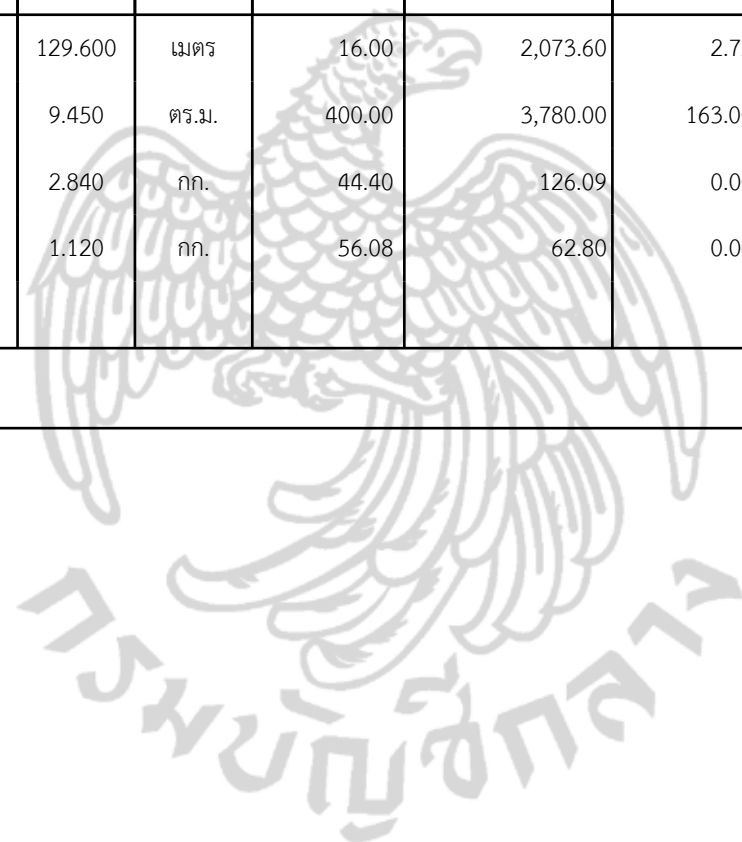 129.600 เมตร 16.00 2,073.60 2.7
9.450 ตร.ม. 400.00 3,780.00 163.0
2.840 กก. 44.40 126.09 0.0
1.120 กก. 56.08 62.80 0.0
กรมบัญชีกลาง